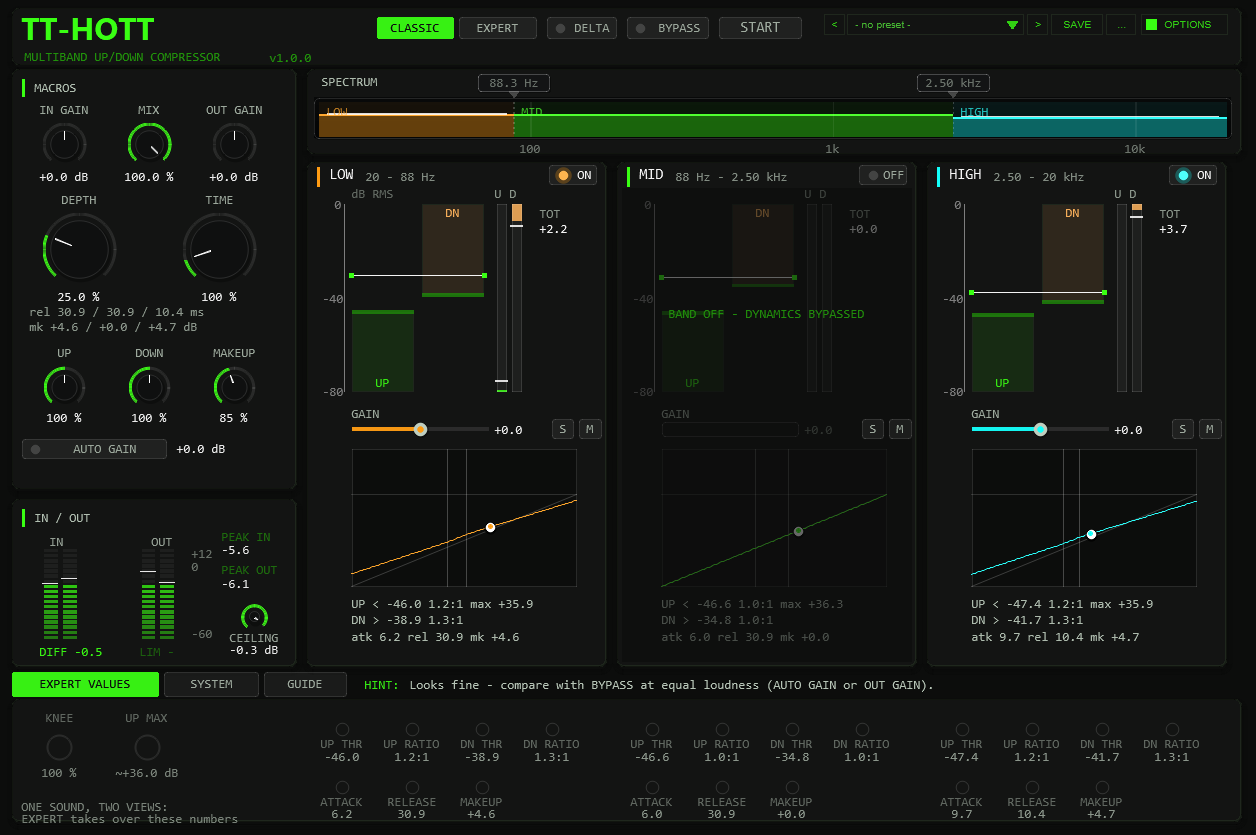 TT-HOTT
MULTIBAND UP/DOWN COMPRESSOR v1.0.0
CLASSIC EXPERT DELTA BYPASS START
< - no preset - > SAVE ... OPTIONS
MACROS
IN GAIN MIX OUT GAIN
+0.0 dB 100.0 % +0.0 dB
DEPTH TIME
25.0 % 100 %
rel 30.9 / 30.9 / 10.4 ms
mk +4.6 / +0.0 / +4.7 dB
UP DOWN MAKEUP
100 % 100 % 85 %
AUTO GAIN +0.0 dB
IN / OUT
IN OUT
+12
0
-60
PEAK IN
-5.6
PEAK OUT
-6.1
CEILING
-0.3 dB
DIFF -0.5 LIM -
SPECTRUM 88.3 Hz 2.50 kHz
LOW MID HIGH
100 1k 10k
LOW 20 - 88 Hz ON
dB RMS U D
0
-40
-80
DN
UP
TOT
+2.2
GAIN
+0.0 S M
UP < -46.0 1.2:1 max +35.9
DN > -38.9 1.3:1
atk 6.2 rel 30.9 mk +4.6
MID 88 Hz - 2.50 kHz OFF
U D
0
-40
-80
DN
UP
TOT
+0.0
BAND OFF - DYNAMICS BYPASSED
GAIN
+0.0 S M
UP < -46.6 1.0:1 max +36.3
DN > -34.8 1.0:1
atk 6.0 rel 30.9 mk +0.0
HIGH 2.50 - 20 kHz ON
U D
0
-40
-80
DN
UP
TOT
+3.7
GAIN
+0.0 S M
UP < -47.4 1.2:1 max +35.9
DN > -41.7 1.3:1
atk 9.7 rel 10.4 mk +4.7
EXPERT VALUES SYSTEM GUIDE
HINT: Looks fine - compare with BYPASS at equal loudness (AUTO GAIN or OUT GAIN).
KNEE UP MAX
100 % ~+36.0 dB
ONE SOUND, TWO VIEWS:
EXPERT takes over these numbers
UP THR UP RATIO DN THR DN RATIO
-46.0 1.2:1 -38.9 1.3:1
ATTACK RELEASE MAKEUP
6.2 30.9 +4.6
UP THR UP RATIO DN THR DN RATIO
-46.6 1.0:1 -34.8 1.0:1
ATTACK RELEASE MAKEUP
6.0 30.9 +0.0
UP THR UP RATIO DN THR DN RATIO
-47.4 1.2:1 -41.7 1.3:1
ATTACK RELEASE MAKEUP
9.7 10.4 +4.7